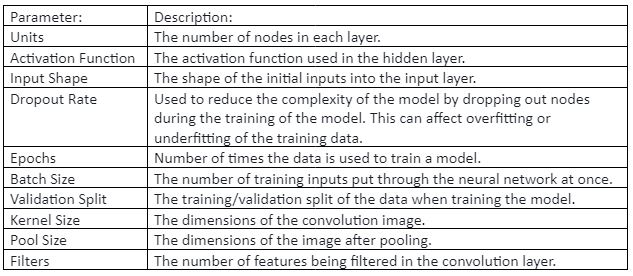 Parameter: Description:
Units The number of nodes in each layer.
Activation Function The activation function used in the hidden layer.
Input Shape The shape of the initial inputs into the input layer.
Dropout Rate Used to reduce the complexity of the model by dropping out nodes
during the training of the model. This can affect overfitting or
underfitting of the training data.
Epochs Number of times the data is used to train a model.
Batch Size The number of training inputs put through the neural network at once.
Validation Split The training/validation split of the data when training the model.
Kernel Size The dimensions of the convolution image.
Pool Size The dimensions of the image after pooling.
Filters The number of features being filtered in the convolution layer.